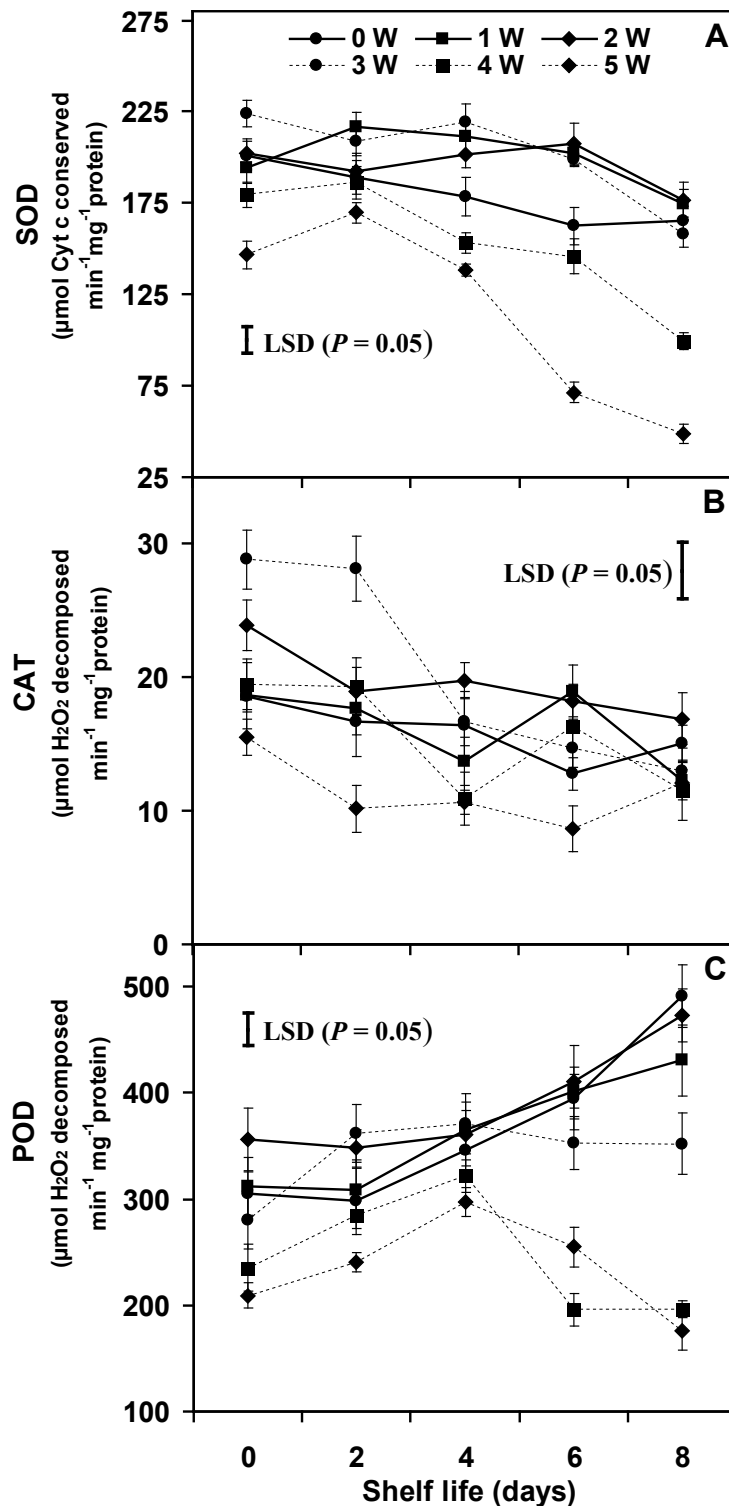 275
0 W 1 W 2 W A
3 W 4 W 5 W
225
175
125
75
25
SOD
(µmol Cyt c conserved
min⁻¹mg⁻¹protein)
LSD (P = 0.05)
B
30
20
10
0
CAT
(µmol H₂O₂ decomposed
min⁻¹ mg⁻¹protein)
LSD (P = 0.05)
C
500
400
300
200
100
POD
(µmol H₂O₂ decomposed
min⁻¹ mg⁻¹protein)
LSD (P = 0.05)
0 2 4 6 8
Shelf life (days)